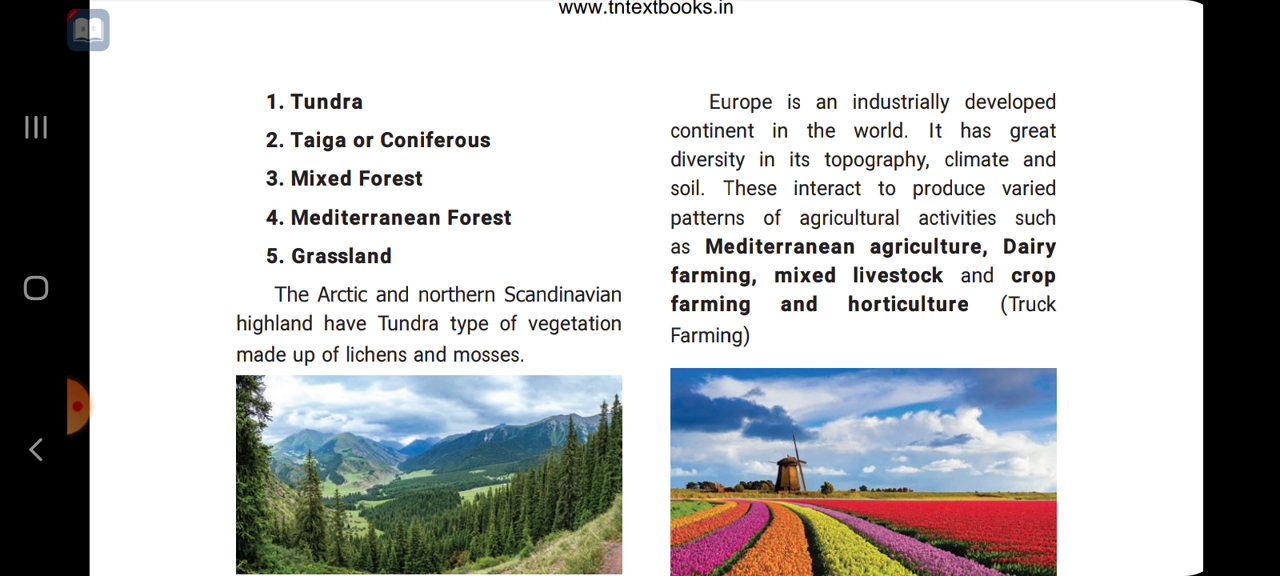 www.tntextbooks.in
1. Tundra
2. Taiga or Coniferous
3. Mixed Forest
4. Mediterranean Forest
5. Grassland
The Arctic and northern Scandinavian
highland have Tundra type of vegetation
made up of lichens and mosses.
Europe is an industrially developed
continent in the world. It has great
diversity in its topography, climate and
soil. These interact to produce varied
patterns of agricultural activities such
as Mediterranean agriculture, Dairy
farming, mixed livestock and crop
farming and horticulture (Truck
Farming)